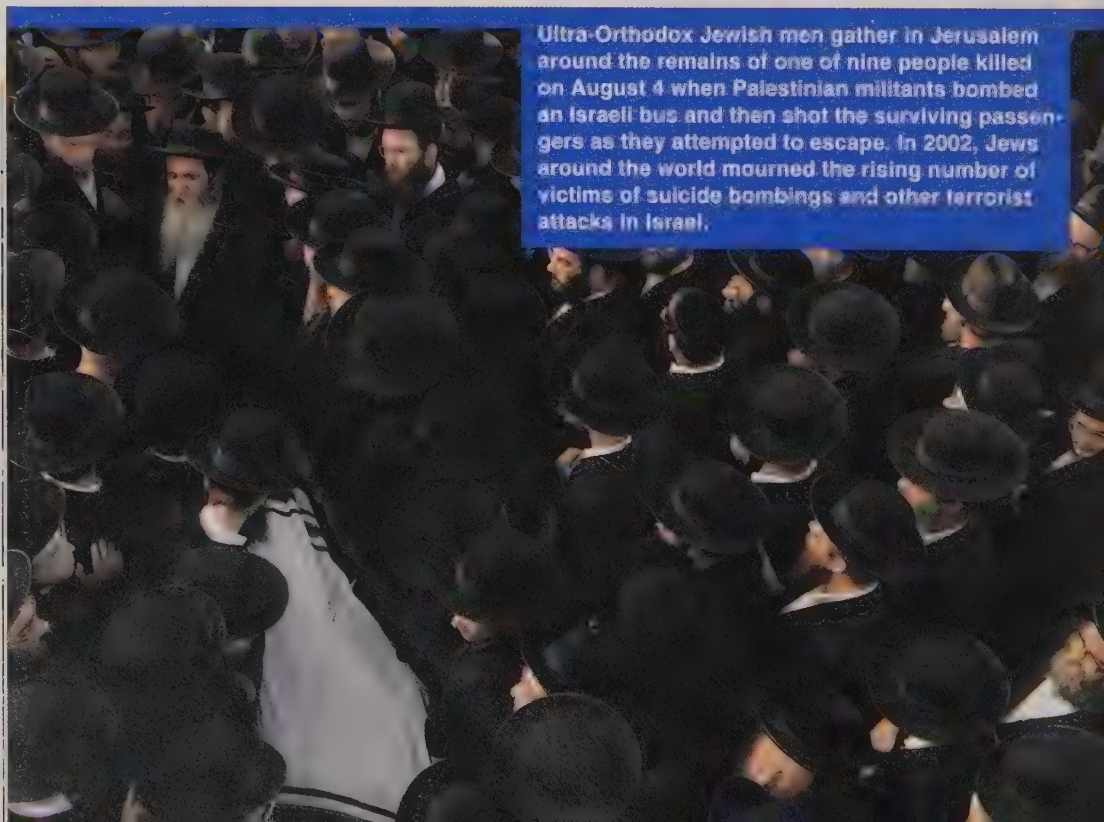 Ultra-Orthodox Jewish men gather in Jerusalem
around the remains of one of nine people killed
on August 4 when Palestinian militants bombed
an Israeli bus and then shot the surviving passen-
gers as they attempted to escape. In 2002, Jews
around the world mourned the rising number of
victims of suicide bombings and other terrorist
attacks in Israel.